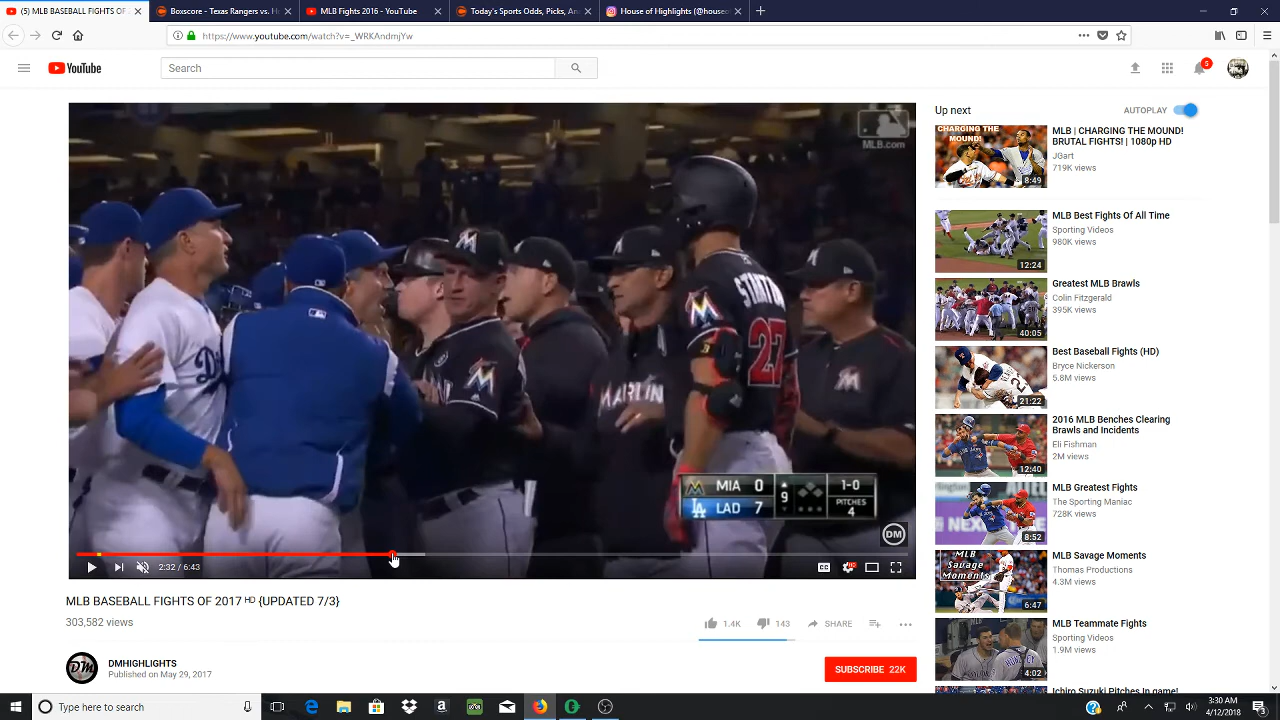 (5) MLB BASEBALL FIGHTS OF
Boxscore - Texas Rangers vs.
MLB Fights 2016 - YouTube
Today's Sports Odds, Picks, An
House of Highlights (@house
https://www.youtube.com/watch?v=_WRKAndmjYw
YouTube
Search
5
MLB.com
STANTON
27
MIA 0
LAD 7
9
1-0
PITCHES
4
DM
2:32 / 6:43
CC
HD
MLB BASEBALL FIGHTS OF 2017 ᴴᴰ {UPDATED 7/3}
303,582 views
1.4K
143
SHARE
DM
DMHIGHLIGHTS
Published on May 29, 2017
SUBSCRIBE 22K
Up next
AUTOPLAY
CHARGING THE
MOUND!
8:49
MLB | CHARGING THE MOUND!
BRUTAL FIGHTS! | 1080p HD
JGart
719K views
12:24
MLB Best Fights Of All Time
Sporting Videos
980K views
40:05
Greatest MLB Brawls
Colin Fitzgerald
395K views
21:22
Best Baseball Fights (HD)
Bryce Nickerson
5.8M views
12:40
2016 MLB Benches Clearing
Brawls and Incidents
Eli Fishman
2M views
8:52
MLB Greatest Fights
The Sporting Maniac
728K views
MLB
Savage
Moments
6:47
MLB Savage Moments
Thomas Productions
4.3M views
4:02
MLB Teammate Fights
Sporting Videos
1.9M views
Ichiro Suzuki Pitches in game!
Type here to search
3:30 AM
4/12/2018